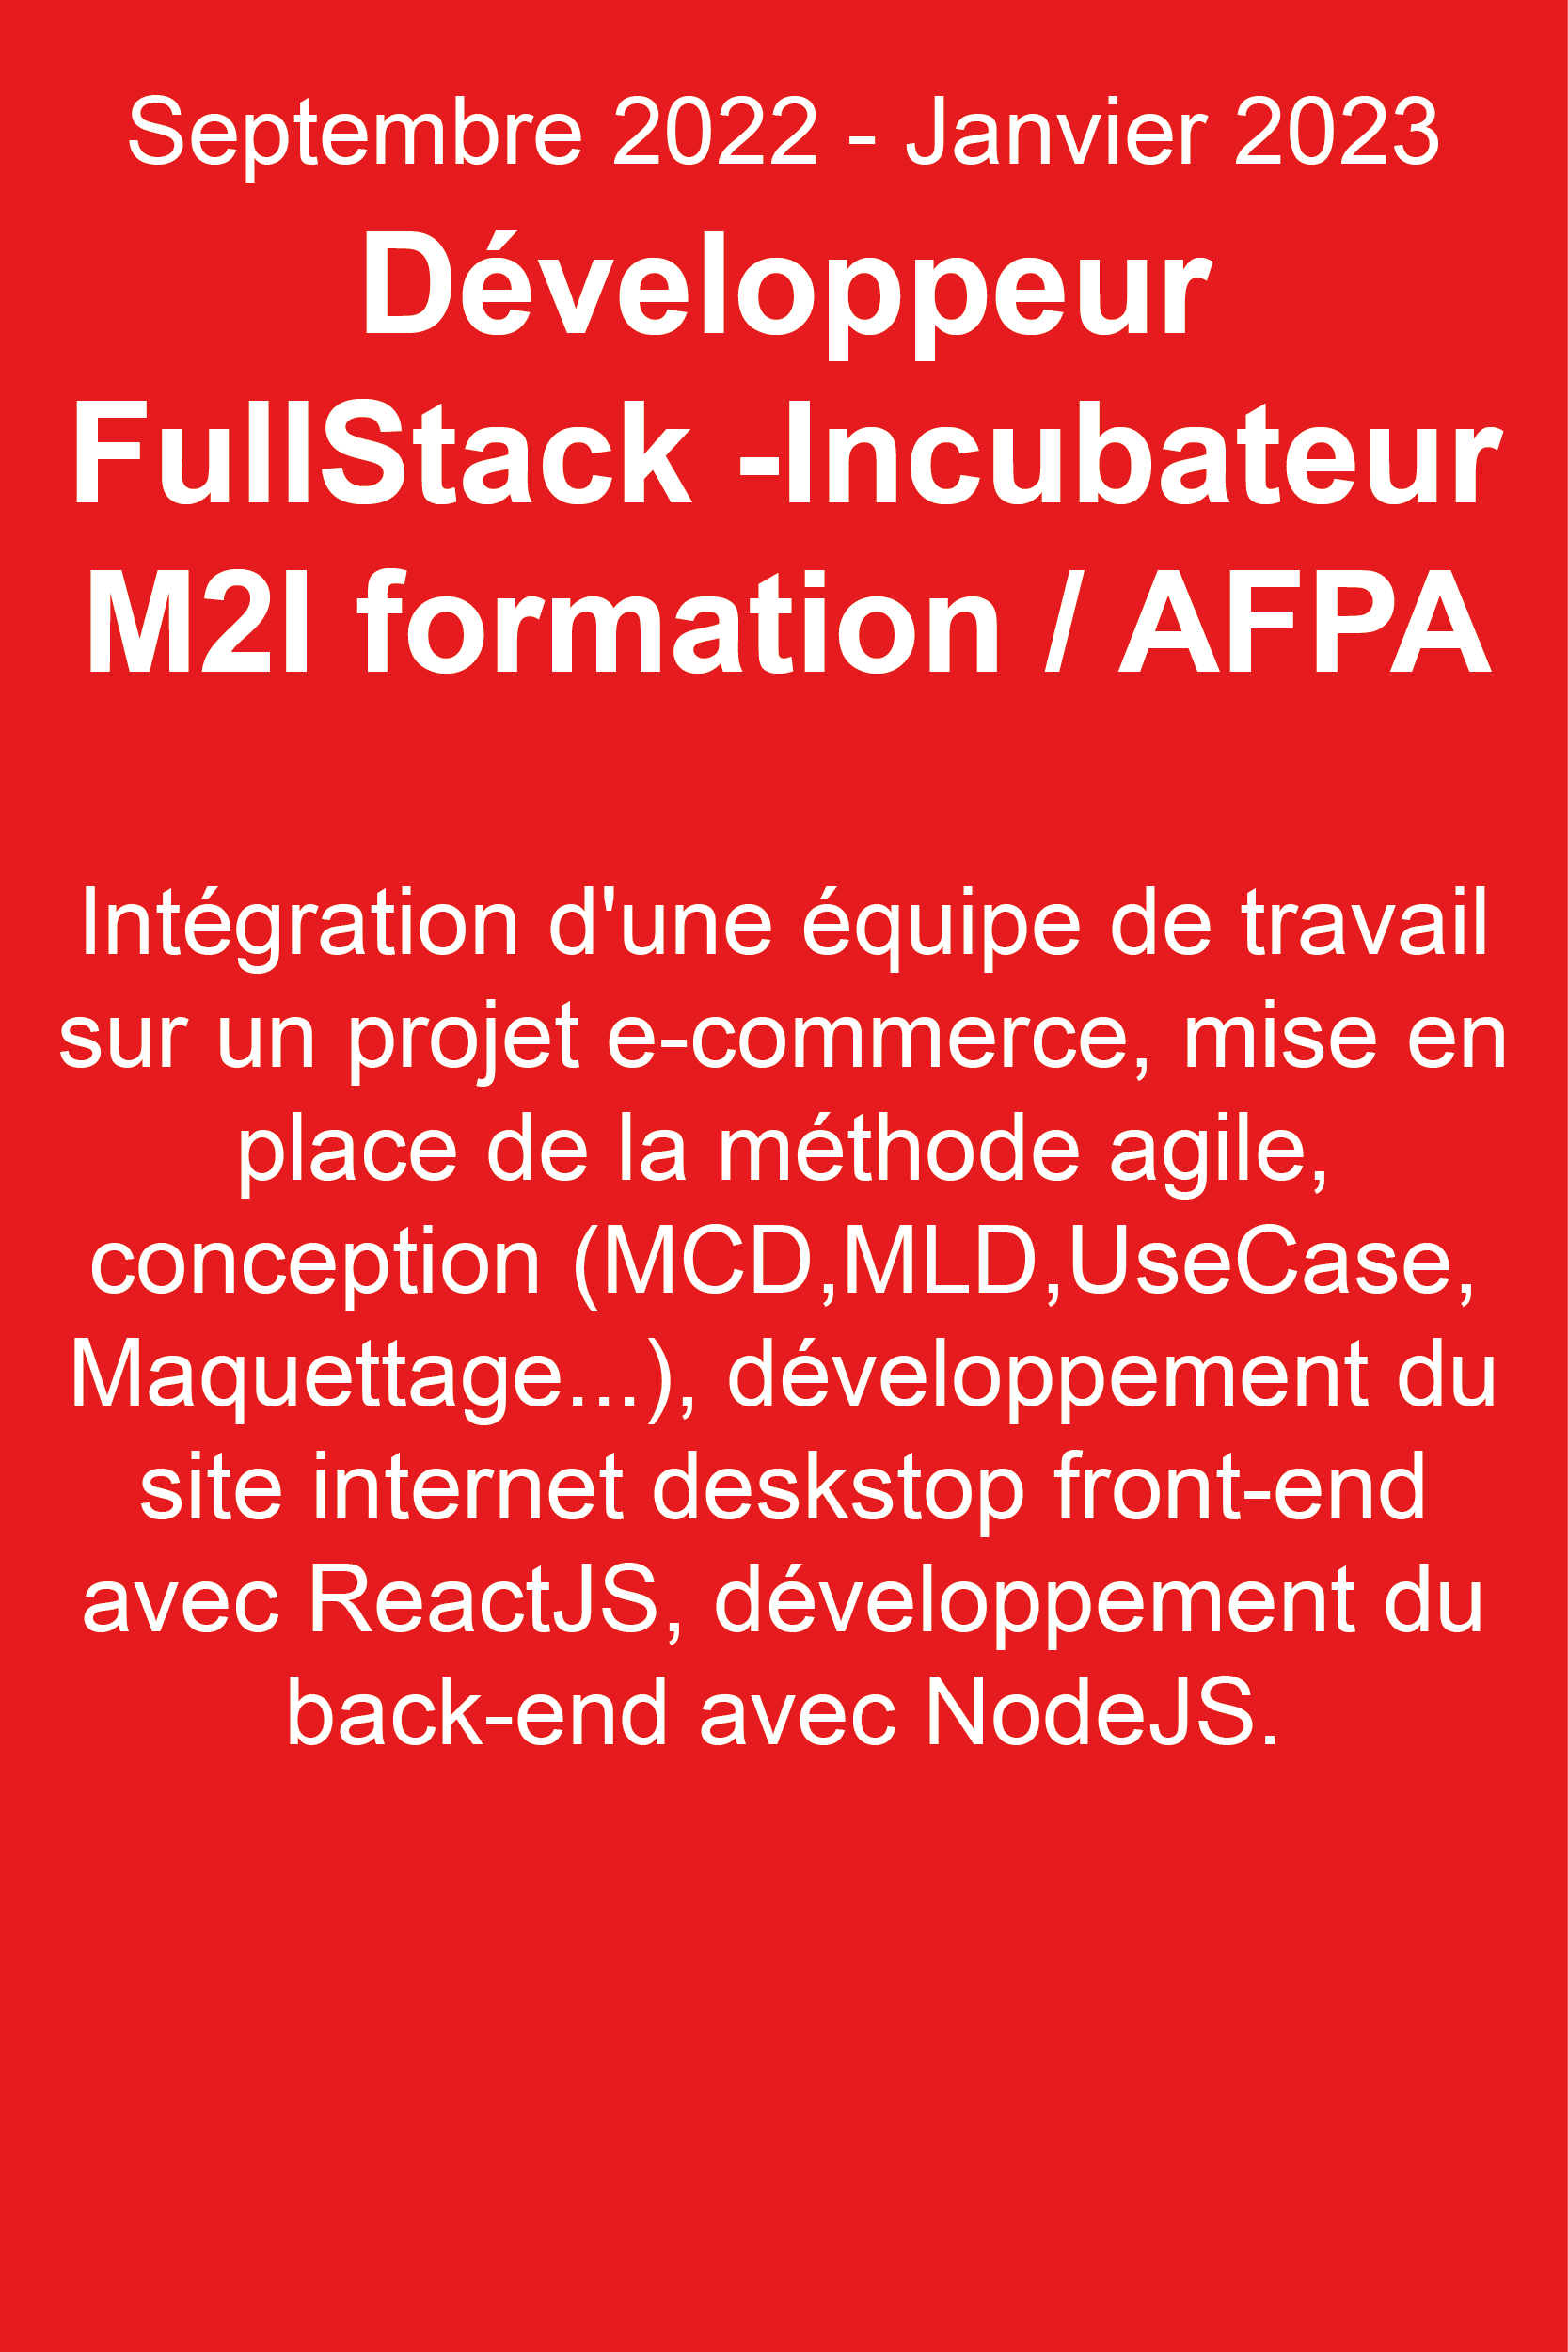 Septembre 2022 - Janvier 2023
Développeur
FullStack -Incubateur
M2I formation / AFPA
Intégration d'une équipe de travail
sur un projet e-commerce, mise en
place de la méthode agile,
conception (MCD,MLD,UseCase,
Maquettage...), développement du
site internet deskstop front-end
avec ReactJS, développement du
back-end avec NodeJS.